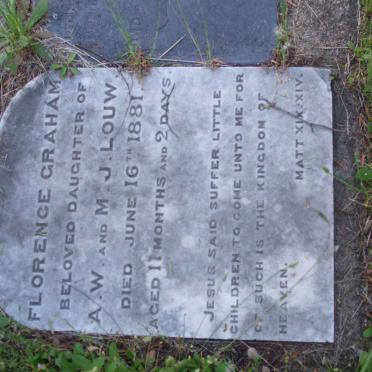 FLORENCE GRAHAM
BELOVED DAUGHTER OF
A. W AND M. J. LOUW
DIED JUNE 16TH 1881.
AGED 11 MONTHS AND 2 DAYS.
JESUS SAID SUFFER LITTLE
CHILDREN TO COME UNTO ME FOR
OF SUCH IS THE KINGDOM OF
HEAVEN.
MATT XIX.XIV.